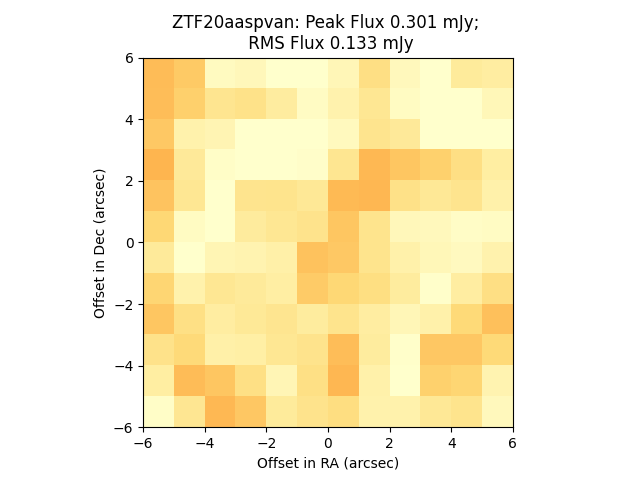 ZTF20aaspvan: Peak Flux 0.301 mJy;
RMS Flux 0.133 mJy
6
4
2
0
−2
−4
−6
Offset in Dec (arcsec)
−6 −4 −2 0 2 4 6
Offset in RA (arcsec)